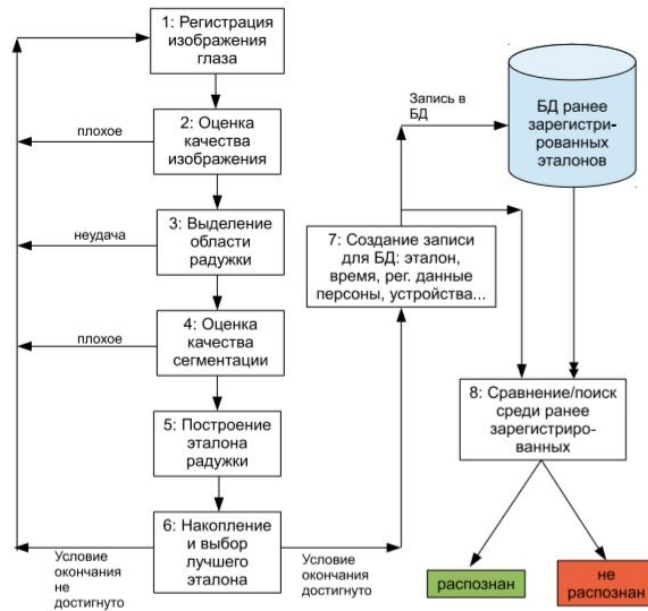 1: Регистрация
изображения
глаза
плохое
2: Оценка
качества
изображения
неудача
3: Выделение
области
радужки
плохое
4: Оценка
качества
сегментации
5: Построение
эталона
радужки
6: Накопление
и выбор
лучшего
эталона
Условие
окончания
не
достигнуто
Условие
окончания
достигнуто
7: Создание записи
для БД: эталон,
время, рег. данные
персоны, устройства...
Запись в
БД
БД ранее
зарегистри-
рованных
эталонов
8: Сравнение/поиск
среди ранее
зарегистриро-
ванных
распознан
не
распознан